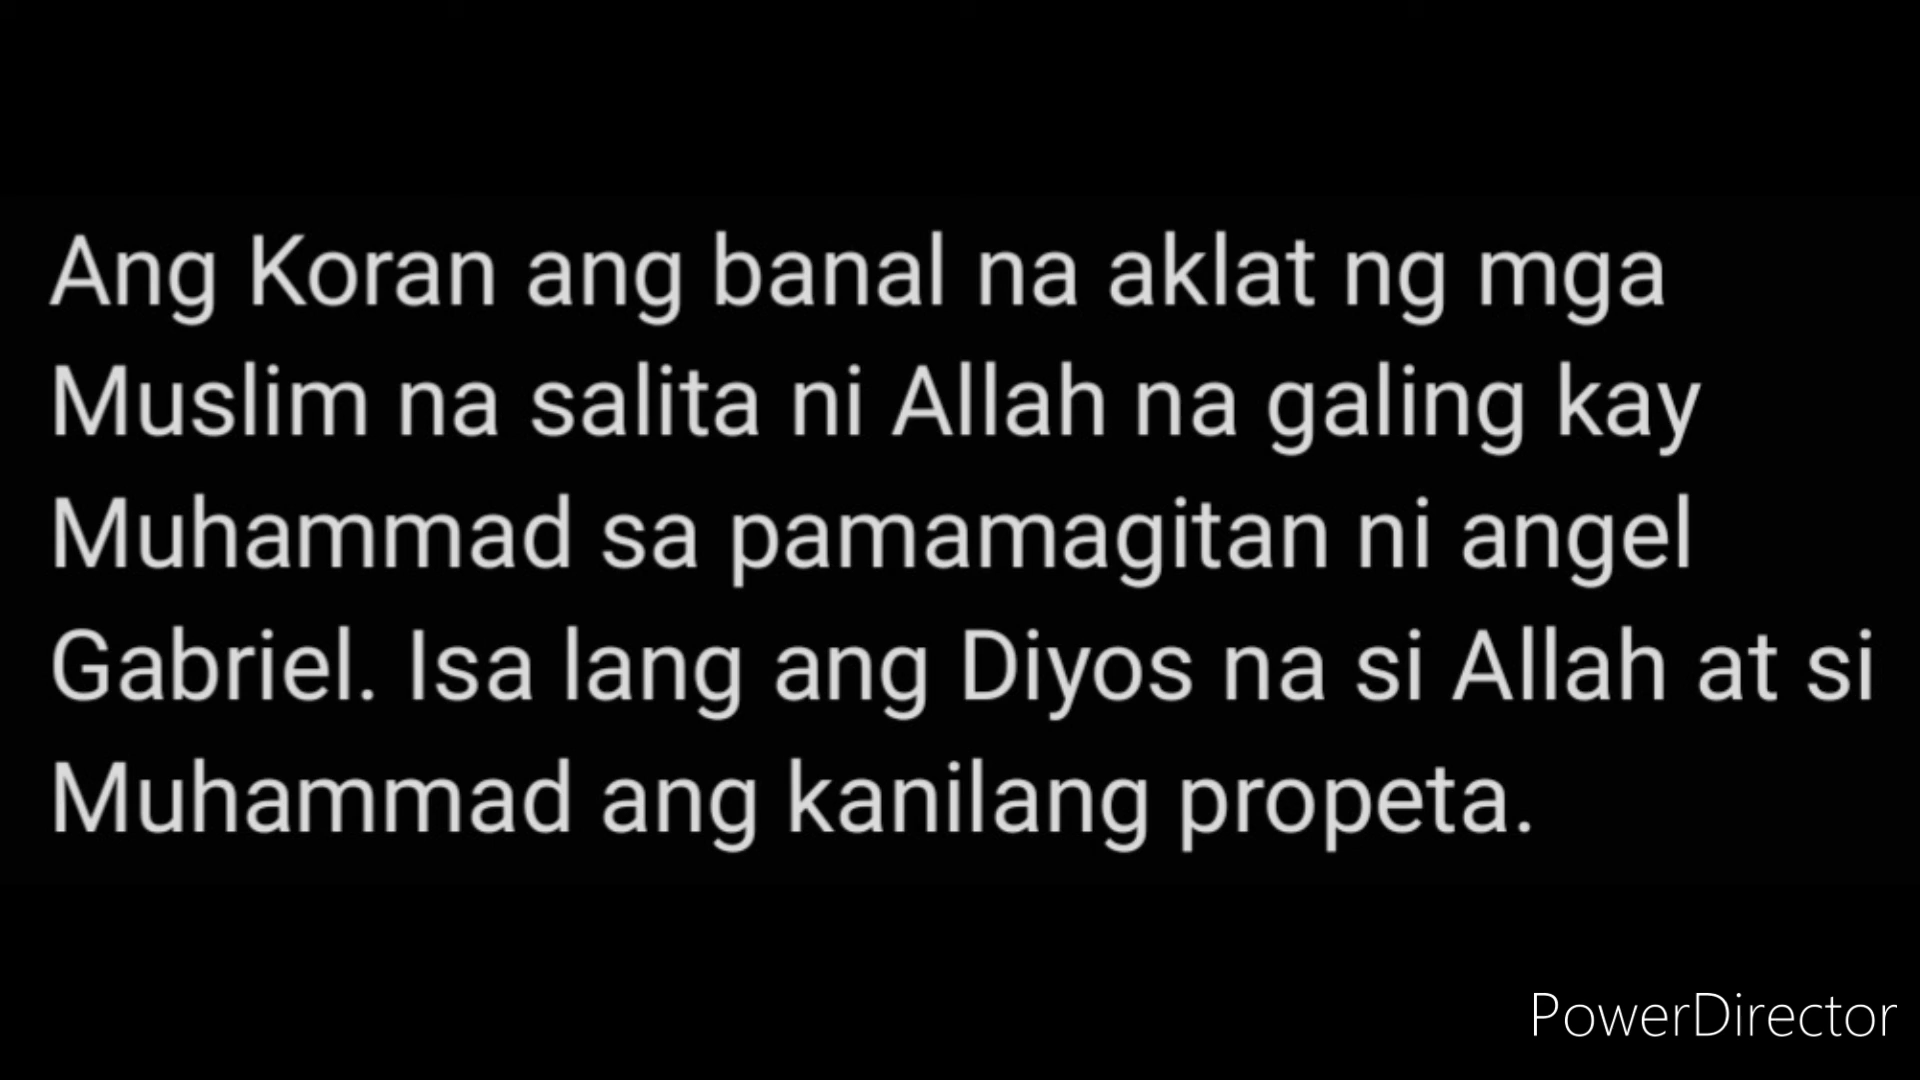 Ang Koran ang banal na aklat ng mga
Muslim na salita ni Allah na galing kay
Muhammad sa pamamagitan ni angel
Gabriel. Isa lang ang Diyos na si Allah at si
Muhammad ang kanilang propeta.
PowerDirector